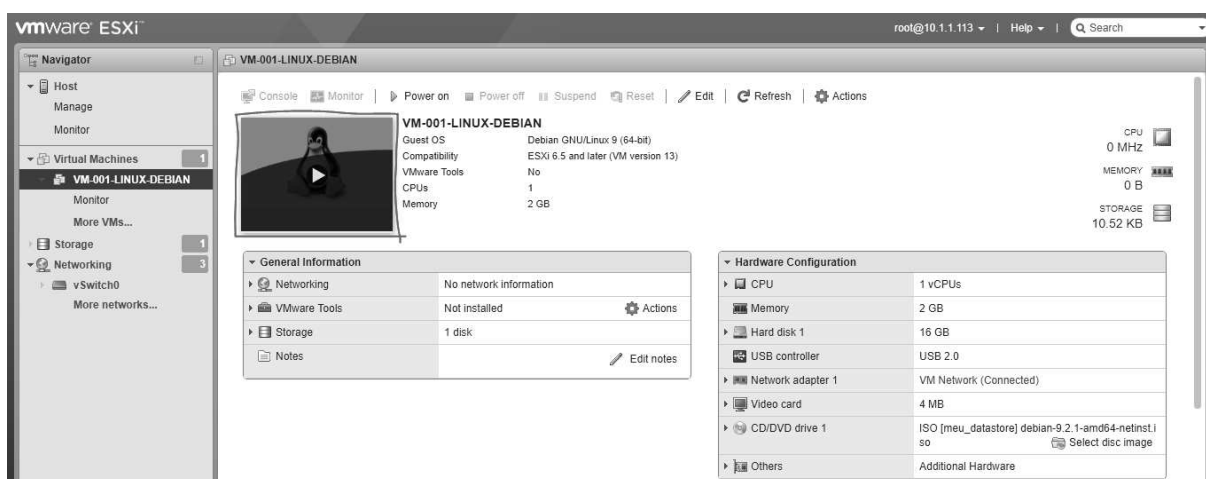 vmware ESXi™
root@10.1.1.113
Help
Search
Navigator
Host
Manage
Monitor
Virtual Machines 1
VM-001-LINUX-DEBIAN
Monitor
More VMs...
Storage 1
Networking 3
vSwitch0
More networks...
VM-001-LINUX-DEBIAN
Console Monitor | Power on Power off Suspend Reset | Edit | Refresh | Actions
VM-001-LINUX-DEBIAN
Guest OS Debian GNU/Linux 9 (64-bit)
Compatibility ESXi 6.5 and later (VM version 13)
VMware Tools No
CPUs 1
Memory 2 GB
CPU
0 MHz
MEMORY
0 B
STORAGE
10.52 KB
General Information
Networking No network information
VMware Tools Not installed Actions
Storage 1 disk
Notes Edit notes
Hardware Configuration
CPU 1 vCPUs
Memory 2 GB
Hard disk 1 16 GB
USB controller USB 2.0
Network adapter 1 VM Network (Connected)
Video card 4 MB
CD/DVD drive 1 ISO [meu_datastore] debian-9.2.1-amd64-netinst.i
so Select disc image
Others Additional Hardware